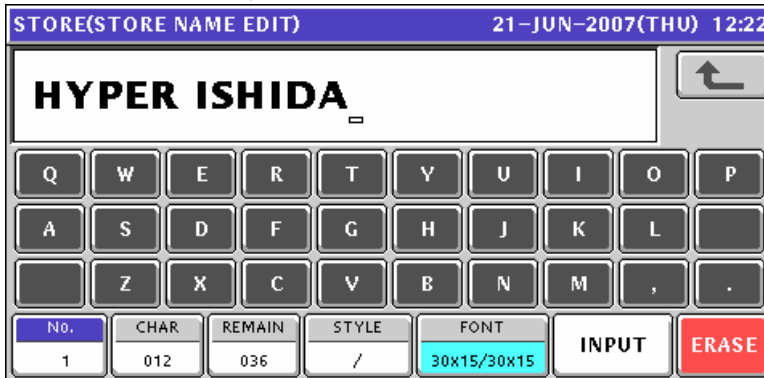 STORE(STORE NAME EDIT) 21-JUN-2007(THU) 12:22
HYPER ISHIDA_
Q W E R T Y U I O P
A S D F G H J K L
Z X C V B N M , .
No. CHAR REMAIN STYLE FONT INPUT ERASE
1 012 036 / 30x15/30x15